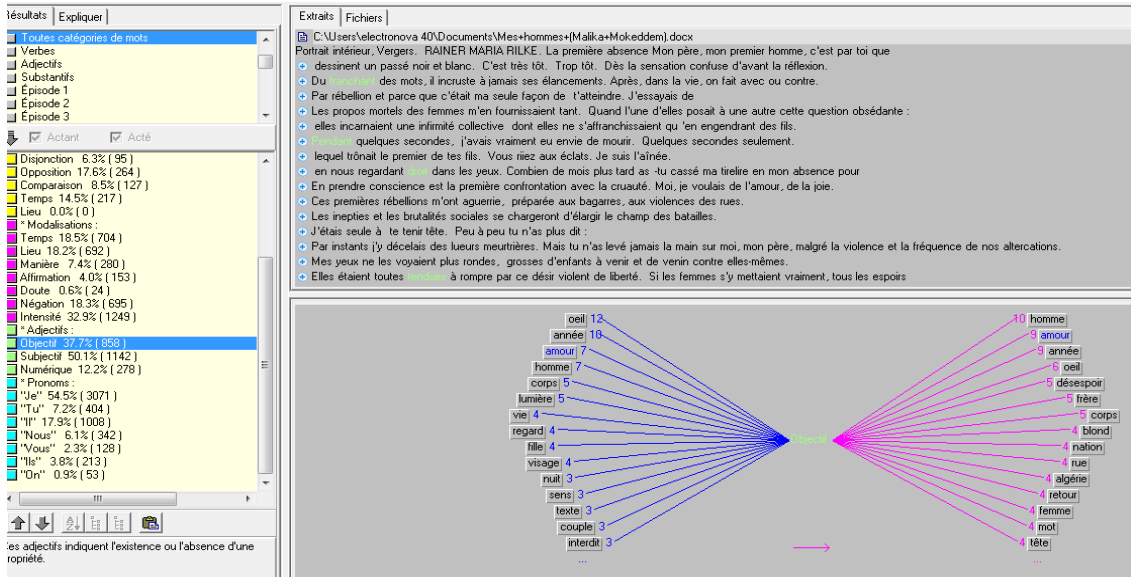 Résultats Expliquer
Toutes catégories de mots
Verbes
Adjectifs
Substantifs
Épisode 1
Épisode 2
Épisode 3
Actant Acté
Disjonction 6.3% ( 95 )
Opposition 17.6% ( 264 )
Comparaison 8.5% ( 127 )
Temps 14.5% ( 217 )
Lieu 0.0% ( 0 )
* Modalisations :
Temps 18.5% ( 704 )
Lieu 18.2% ( 692 )
Manière 7.4% ( 280 )
Affirmation 4.0% ( 153 )
Doute 0.6% ( 24 )
Négation 18.3% ( 695 )
Intensité 32.9% ( 1249 )
* Adjectifs :
Objectif 37.7% ( 858 )
Subjectif 50.1% ( 1142 )
Numérique 12.2% ( 278 )
* Pronoms :
"Je" 54.5% ( 3071 )
"Tu" 7.2% ( 404 )
"Il" 17.9% ( 1008 )
"Nous" 6.1% ( 342 )
"Vous" 2.3% ( 128 )
"Ils" 3.8% ( 213 )
"On" 0.9% ( 53 )
Ces adjectifs indiquent l'existence ou l'absence d'une
propriété.
Extraits Fichiers
C:\Users\electronova 40\Documents\Mes+hommes+(Malika+Mokeddem).docx
Portrait intérieur, Vergers. RAINER MARIA RILKE. La première absence Mon père, mon premier homme, c'est par toi que
dessinent un passé noir et blanc. C'est très tôt. Trop tôt. Dès la sensation confuse d'avant la réflexion.
Du tranchant des mots, il incruste à jamais ses élancements. Après, dans la vie, on fait avec ou contre.
Par rébellion et parce que c'était ma seule façon de t'atteindre. J'essayais de
Les propos mortels des femmes m'en fournissaient tant. Quand l'une d'elles posait à une autre cette question obsédante :
elles incarnaient une infirmité collective dont elles ne s'affranchissaient qu 'en engendrant des fils.
Pendant quelques secondes, j'avais vraiment eu envie de mourir. Quelques secondes seulement.
lequel trônait le premier de tes fils. Vous riiez aux éclats. Je suis l'aînée.
en nous regardant droit dans les yeux. Combien de mois plus tard as -tu cassé ma tirelire en mon absence pour
En prendre conscience est la première confrontation avec la cruauté. Moi, je voulais de l'amour, de la joie.
Ces premières rébellions m'ont aguerrie, préparée aux bagarres, aux violences des rues.
Les inepties et les brutalités sociales se chargeront d'élargir le champ des batailles.
J'étais seule à te tenir tête. Peu à peu tu n'as plus dit :
Par instants j'y décelais des lueurs meurtrières. Mais tu n'as levé jamais la main sur moi, mon père, malgré la violence et la fréquence de nos altercations.
Mes yeux ne les voyaient plus rondes, grosses d'enfants à venir et de venin contre elles-mêmes.
Elles étaient toutes tendues à rompre par ce désir violent de liberté. Si les femmes s'y mettaient vraiment, tous les espoirs
oeil 12
année 10
amour 7
homme 7
corps 5
lumière 5
vie 4
regard 4
fille 4
visage 4
nuit 3
sens 3
texte 3
couple 3
interdit 3
...
Objectif
10 homme
9 amour
9 année
6 oeil
5 désespoir
5 frère
5 corps
4 blond
4 nation
4 rue
4 algérie
4 retour
4 femme
4 mot
4 tête
...